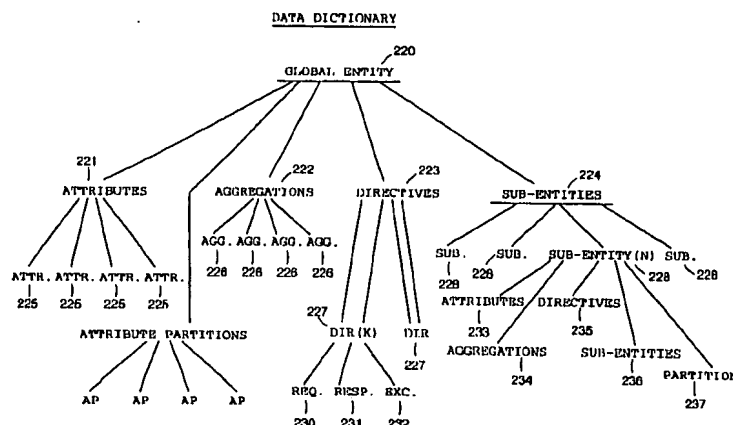 DATA DICTIONARY
220
GLOBAL ENTITY
221
222
223
224
ATTRIBUTES
AGGREGATIONS
DIRECTIVES
SUB-ENTITIES
AGG. AGG. AGG. AGG.
226 226 226 226
SUB. SUB. SUB-ENTITY(N) SUB.
228 228 228 228
ATTR. ATTR. ATTR. ATTR.
225 225 225 225
ATTRIBUTES DIRECTIVES
233 235
227
ATTRIBUTE PARTITIONS
DIR(K) DIR
227
AGGREGATIONS
234
SUB-ENTITIES
236
PARTITION
237
AP AP AP AP
REQ. RESP. EXC.
230 231 232